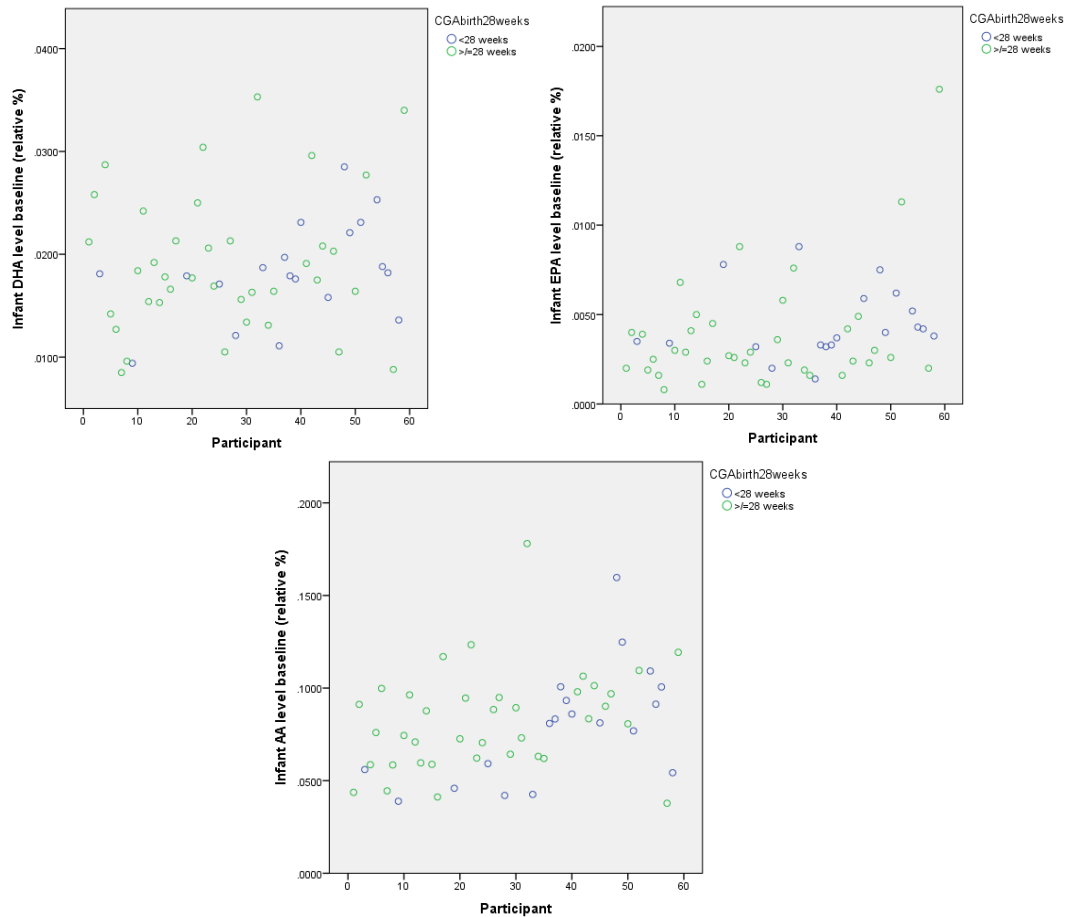 CGAbirth28weeks
<28 weeks
>/=28 weeks
Infant DHA level baseline (relative %)
.0400
.0300
.0200
.0100
0 10 20 30 40 50 60
Participant
CGAbirth28weeks
<28 weeks
>/=28 weeks
Infant EPA level baseline (relative %)
.0200
.0150
.0100
.0050
.0000
0 10 20 30 40 50 60
Participant
CGAbirth28weeks
<28 weeks
>/=28 weeks
Infant AA level baseline (relative %)
.2000
.1500
.1000
.0500
.0000
0 10 20 30 40 50 60
Participant